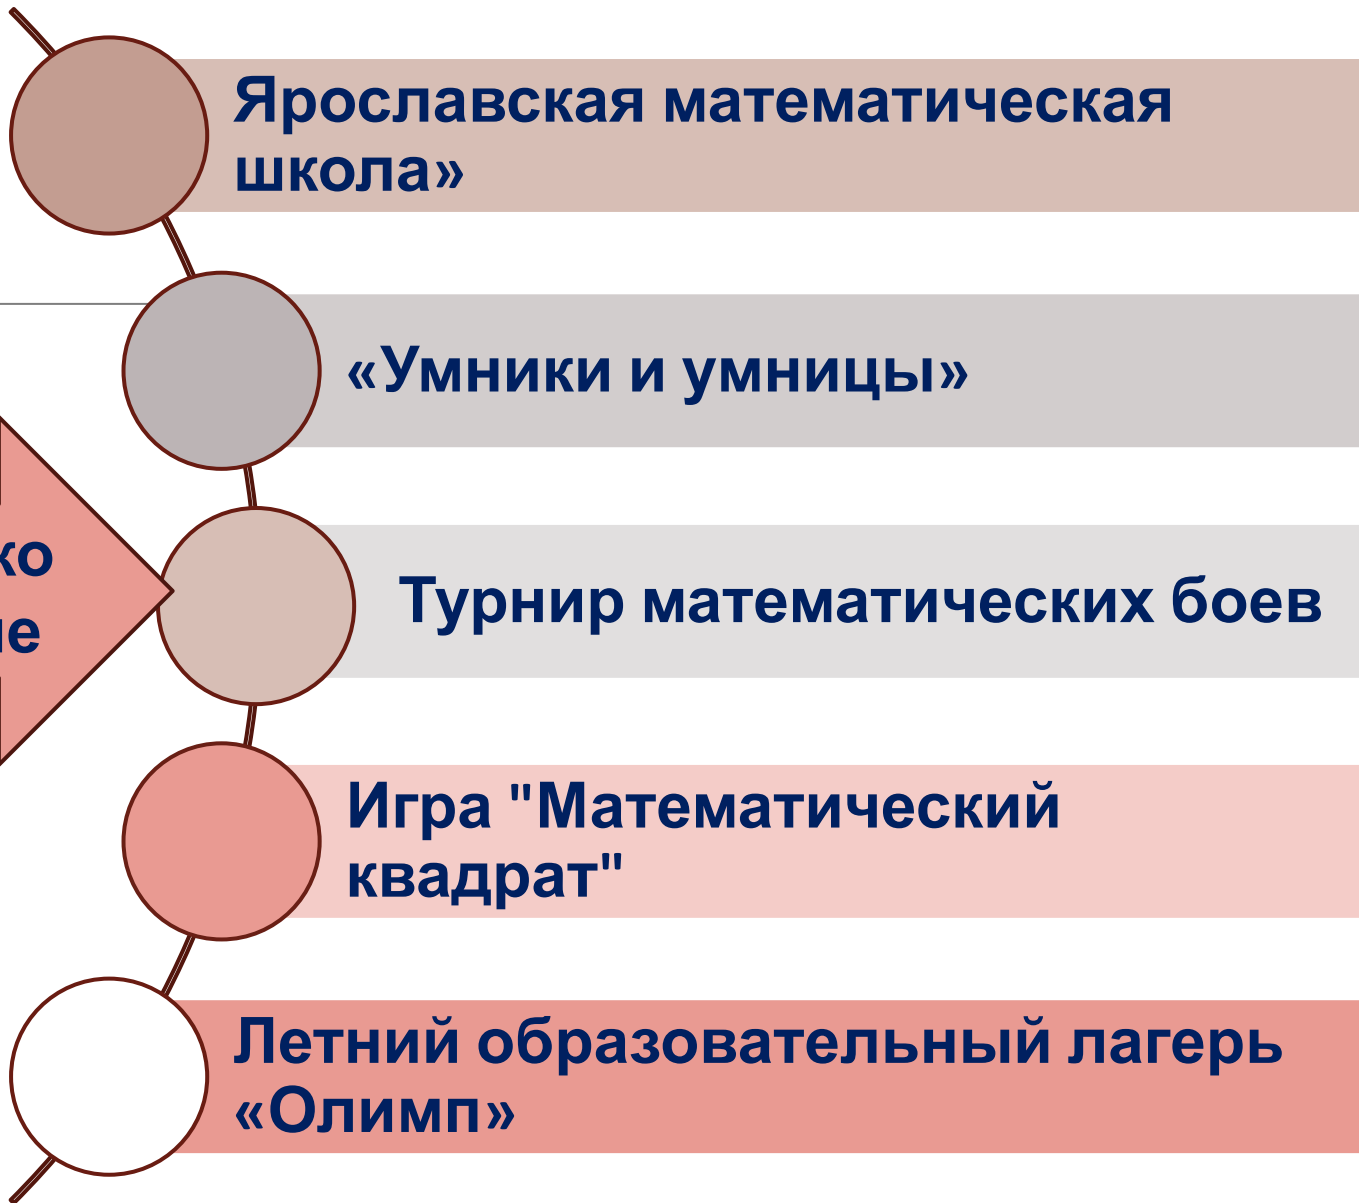 Ярославская математическая
школа»
«Умники и умницы»
Турнир математических боев
Игра "Математический
квадрат"
Летний образовательный лагерь
«Олимп»